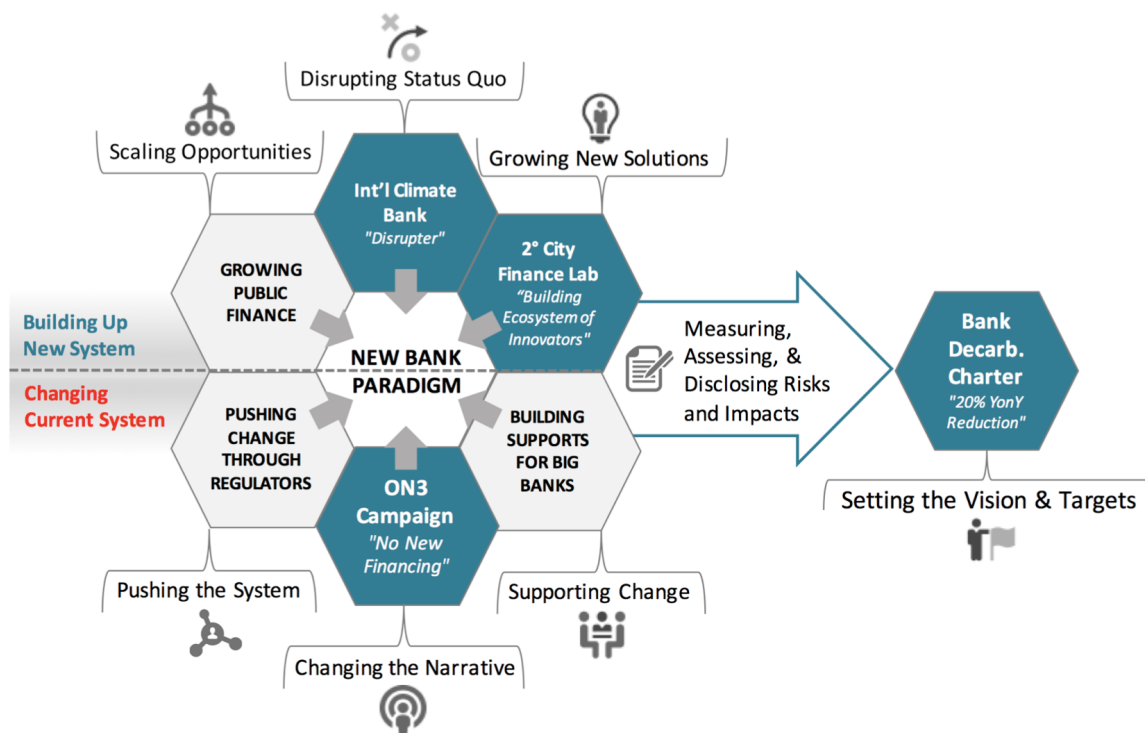 Disrupting Status Quo
Scaling Opportunities
Growing New Solutions
Int'l Climate
Bank
"Disrupter"
GROWING
PUBLIC
FINANCE
2° City
Finance Lab
“Building
Ecosystem of
Innovators"
Building Up
New System
Changing
Current System
NEW BANK
PARADIGM
Measuring,
Assessing, &
Disclosing Risks
and Impacts
Bank
Decarb.
Charter
"20% YonY
Reduction"
PUSHING
CHANGE
THROUGH
REGULATORS
BUILDING
SUPPORTS
FOR BIG
BANKS
ON3
Campaign
"No New
Financing"
Setting the Vision & Targets
Pushing the System
Supporting Change
Changing the Narrative